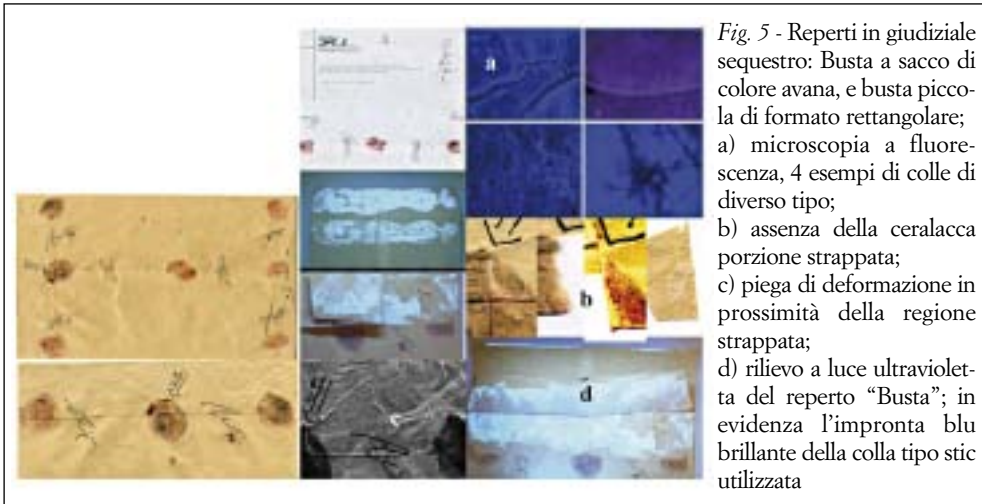 Fig. 5 - Reperti in giudiziale
sequestro: Busta a sacco di
colore avana, e busta picco-
la di formato rettangolare;
a) microscopia a fluore-
scenza, 4 esempi di colle di
diverso tipo;
b) assenza della ceralacca
porzione strappata;
c) piega di deformazione in
prossimità della regione
strappata;
d) rilievo a luce ultraviolet-
ta del reperto “Busta”; in
evidenza l’impronta blu
brillante della colla tipo stic
utilizzata
a
b
c
d